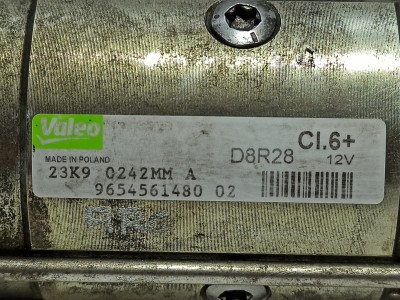 Valeo
MADE IN POLAND
D8R28
Cl.6+
12V
23K9 0242MM A
9654561480 02